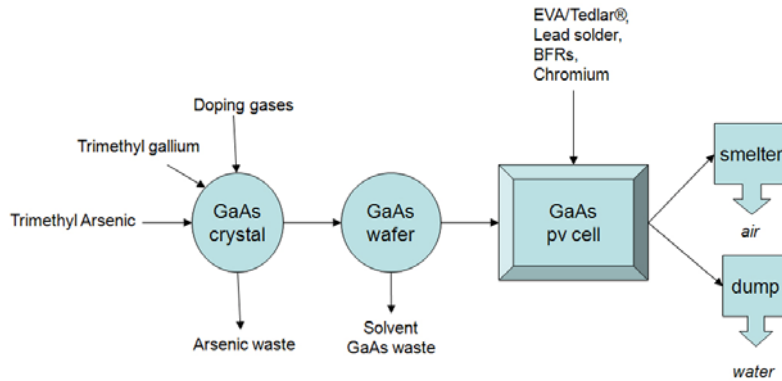 EVA/Tedlar®,
Lead solder,
BFRs,
Chromium
Doping gases
Trimethyl gallium
Trimethyl Arsenic
GaAs
crystal
GaAs
wafer
GaAs
pv cell
smelter
air
dump
water
Arsenic waste
Solvent
GaAs waste